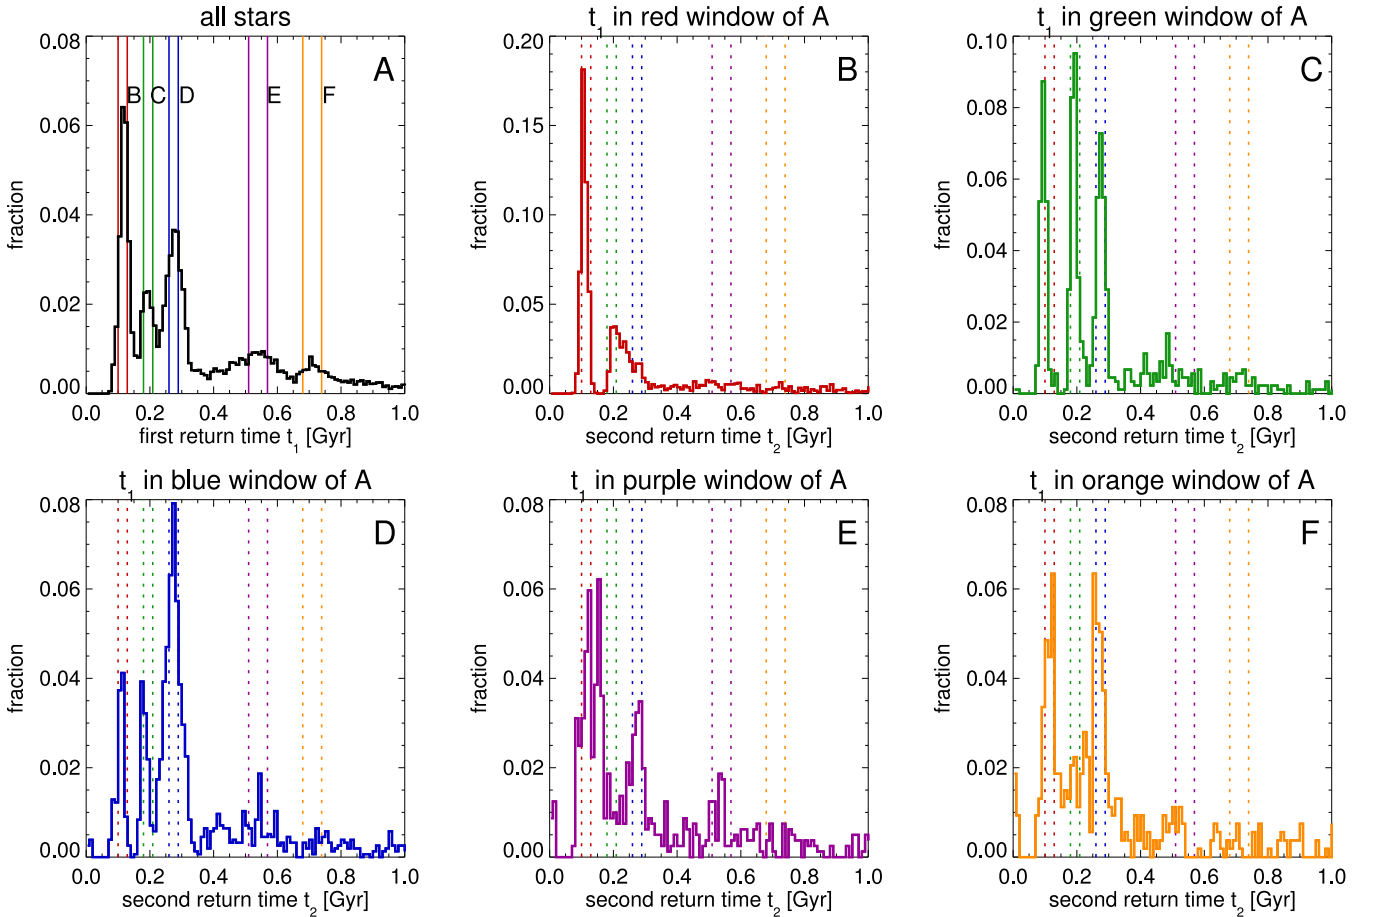 all stars
0.08
0.06
0.04
0.02
0.00
fraction
A
B
C
D
E
F
0.0 0.2 0.4 0.6 0.8 1.0
first return time t1 [Gyr]
t1 in red window of A
0.20
0.15
0.10
0.05
0.00
fraction
B
0.0 0.2 0.4 0.6 0.8 1.0
second return time t2 [Gyr]
t1 in green window of A
0.10
0.08
0.06
0.04
0.02
0.00
fraction
C
0.0 0.2 0.4 0.6 0.8 1.0
second return time t2 [Gyr]
t1 in blue window of A
0.08
0.06
0.04
0.02
0.00
fraction
D
0.0 0.2 0.4 0.6 0.8 1.0
second return time t2 [Gyr]
t1 in purple window of A
0.08
0.06
0.04
0.02
0.00
fraction
E
0.0 0.2 0.4 0.6 0.8 1.0
second return time t2 [Gyr]
t1 in orange window of A
0.08
0.06
0.04
0.02
0.00
fraction
F
0.0 0.2 0.4 0.6 0.8 1.0
second return time t2 [Gyr]